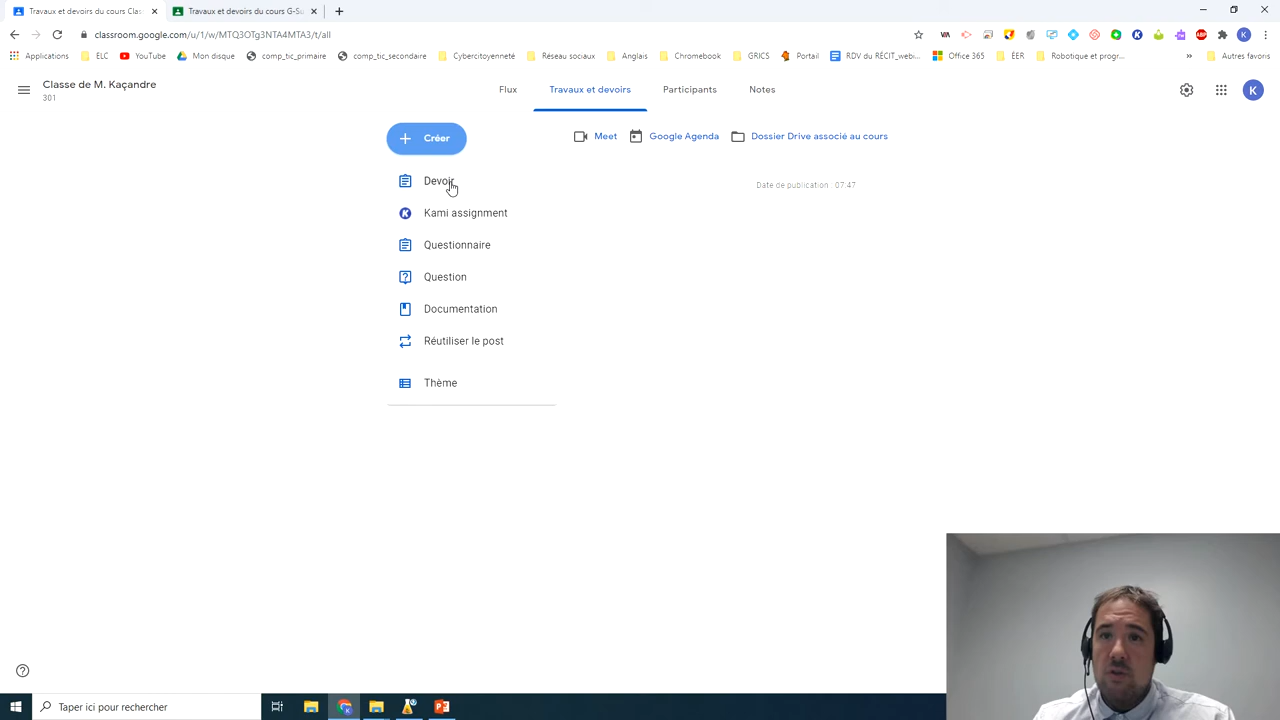 Travaux et devoirs du cours Clas
Travaux et devoirs du cours G-Su
classroom.google.com/u/1/w/MTQ3OTg3NTA4MTA3/t/all
Applications
ELC
YouTube
Mon disque
comp_tic_primaire
comp_tic_secondaire
Cybercitoyenneté
Réseau sociaux
Anglais
Chromebook
GRICS
Portail
RDV du RÉCIT_webi...
Office 365
ÉER
Robotique et progr...
»
Autres favoris
Classe de M. Kaçandre
301
Flux
Travaux et devoirs
Participants
Notes
K
Créer
Meet
Google Agenda
Dossier Drive associé au cours
Devoir
Date de publication : 07:47
Kami assignment
Questionnaire
Question
Documentation
Réutiliser le post
Thème
Taper ici pour rechercher